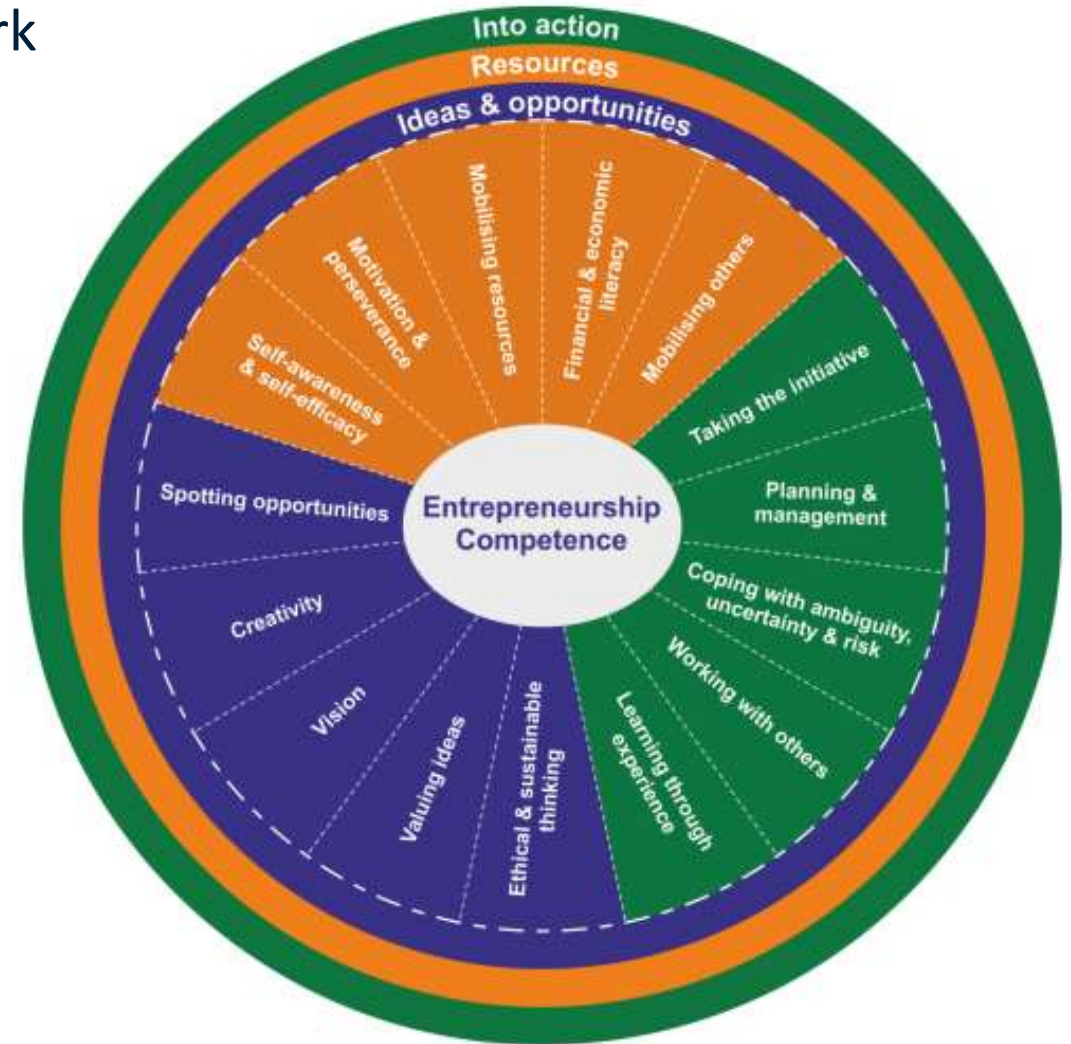 rk
Into action
Resources
Ideas & opportunities
Self-awareness
& self-efficacy
Motivation &
perseverance
Mobilising resources
Financial & economic
literacy
Mobilising others
Taking the initiative
Planning &
management
Coping with ambiguity,
uncertainty & risk
Working with others
Learning through
experience
Ethical & sustainable
thinking
Valuing ideas
Vision
Creativity
Spotting opportunities
Entrepreneurship
Competence